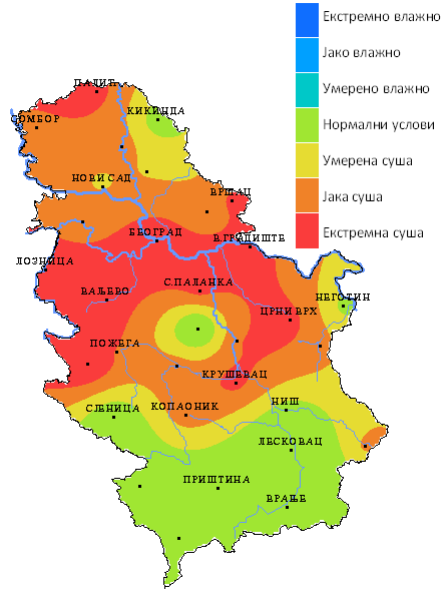 Екстремно влажно
Јако влажно
Умерено влажно
Нормални услови
Умерена суша
Јака суша
Екстремна суша
ПАЛИЋ
СОМБОР
КИКИНДА
НОВИ САД
ВРШАЦ
БЕОГРАД
В.ГРАДИШТЕ
ЛОЗНИЦА
ВАЉЕВО
С.ПАЛАНКА
ЦРНИ ВРХ
НЕГОТИН
ПОЖЕГА
КРУШЕВАЦ
СЈЕНИЦА
КОПАОНИК
НИШ
ЛЕСКОВАЦ
ПРИШТИНА
ВРАЊЕ